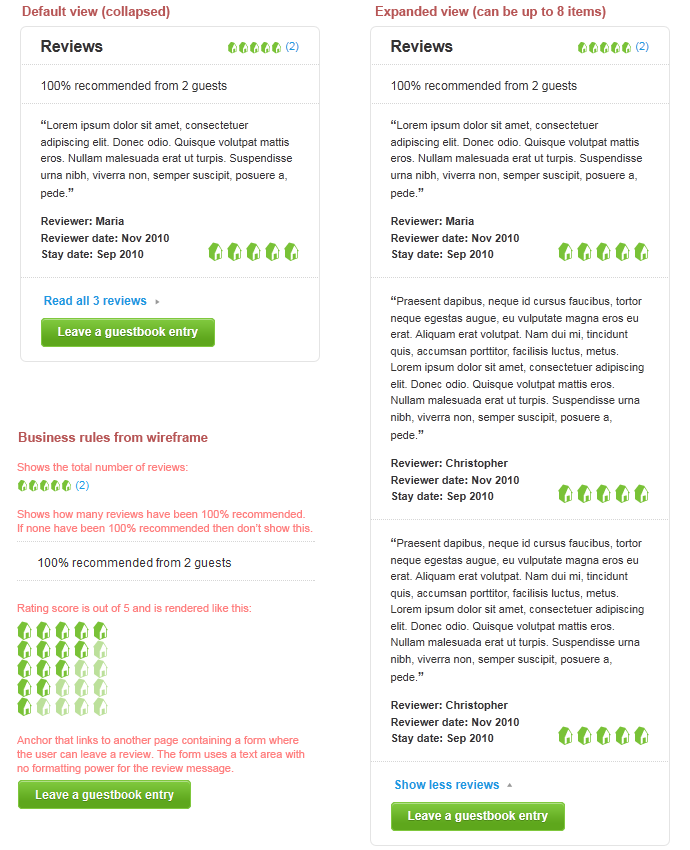 Default view (collapsed)
Reviews (2)
100% recommended from 2 guests
“Lorem ipsum dolor sit amet, consectetuer
adipiscing elit. Donec odio. Quisque volutpat mattis
eros. Nullam malesuada erat ut turpis. Suspendisse
urna nibh, viverra non, semper suscipit, posuere a,
pede.”
Reviewer: Maria
Reviewer date: Nov 2010
Stay date: Sep 2010
Read all 3 reviews
Leave a guestbook entry
Business rules from wireframe
Shows the total number of reviews:
(2)
Shows how many reviews have been 100% recommended.
If none have been 100% recommended then don't show this.
100% recommended from 2 guests
Rating score is out of 5 and is rendered like this:
Anchor that links to another page containing a form where
the user can leave a review. The form uses a text area with
no formatting power for the review message.
Leave a guestbook entry
Expanded view (can be up to 8 items)
Reviews (2)
100% recommended from 2 guests
“Lorem ipsum dolor sit amet, consectetuer
adipiscing elit. Donec odio. Quisque volutpat mattis
eros. Nullam malesuada erat ut turpis. Suspendisse
urna nibh, viverra non, semper suscipit, posuere a,
pede.”
Reviewer: Maria
Reviewer date: Nov 2010
Stay date: Sep 2010
“Praesent dapibus, neque id cursus faucibus, tortor
neque egestas augue, eu vulputate magna eros eu
erat. Aliquam erat volutpat. Nam dui mi, tincidunt
quis, accumsan porttitor, facilisis luctus, metus.
Lorem ipsum dolor sit amet, consectetuer adipiscing
elit. Donec odio. Quisque volutpat mattis eros.
Nullam malesuada erat ut turpis. Suspendisse urna
nibh, viverra non, semper suscipit, posuere a,
pede.”
Reviewer: Christopher
Reviewer date: Nov 2010
Stay date: Sep 2010
“Praesent dapibus, neque id cursus faucibus, tortor
neque egestas augue, eu vulputate magna eros eu
erat. Aliquam erat volutpat. Nam dui mi, tincidunt
quis, accumsan porttitor, facilisis luctus, metus.
Lorem ipsum dolor sit amet, consectetuer adipiscing
elit. Donec odio. Quisque volutpat mattis eros.
Nullam malesuada erat ut turpis. Suspendisse urna
nibh, viverra non, semper suscipit, posuere a,
pede.”
Reviewer: Christopher
Reviewer date: Nov 2010
Stay date: Sep 2010
Show less reviews
Leave a guestbook entry